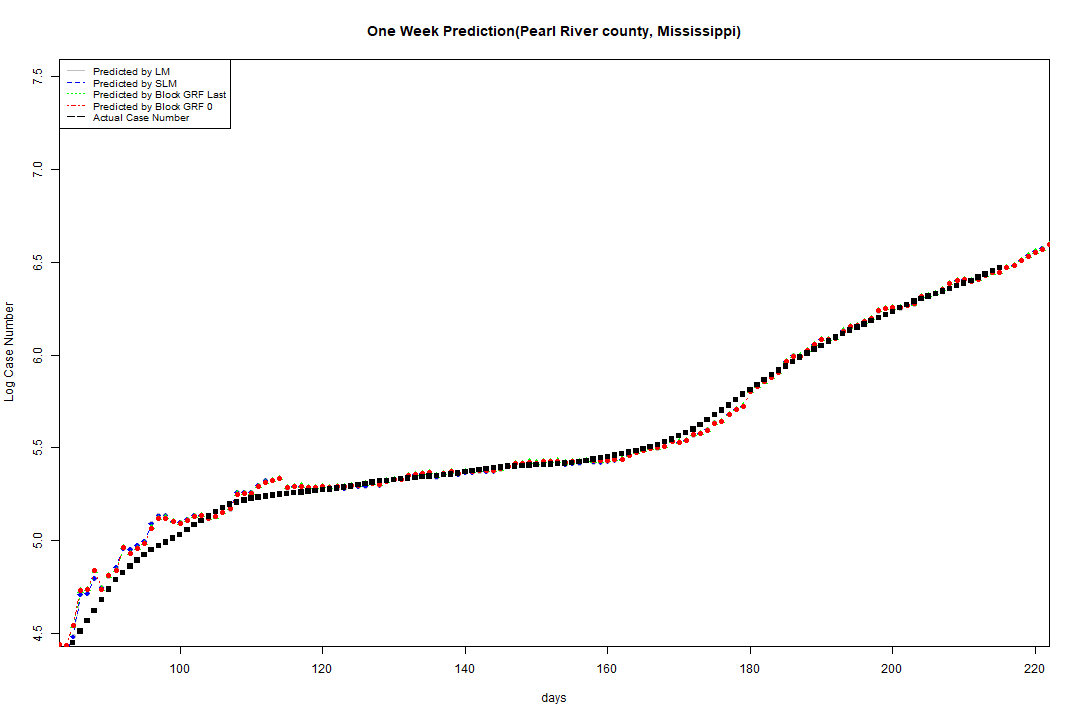 One Week Prediction(Pearl River county, Mississippi)
Predicted by LM
Predicted by SLM
Predicted by Block GRF Last
Predicted by Block GRF 0
Actual Case Number
7.5
7.0
6.5
6.0
5.5
5.0
4.5
Log Case Number
100 120 140 160 180 200 220
days